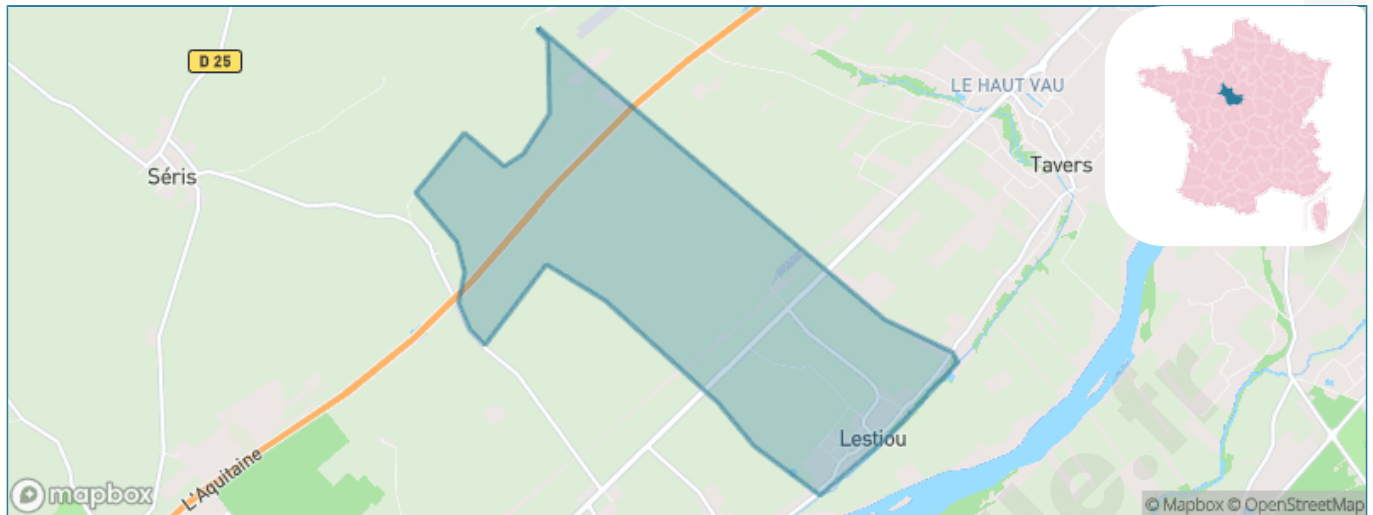 D 25
LE HAUT VAU
Tavers
Séris
Lestiou
L'Aquitaine
mapbox
© Mapbox © OpenStreetMap